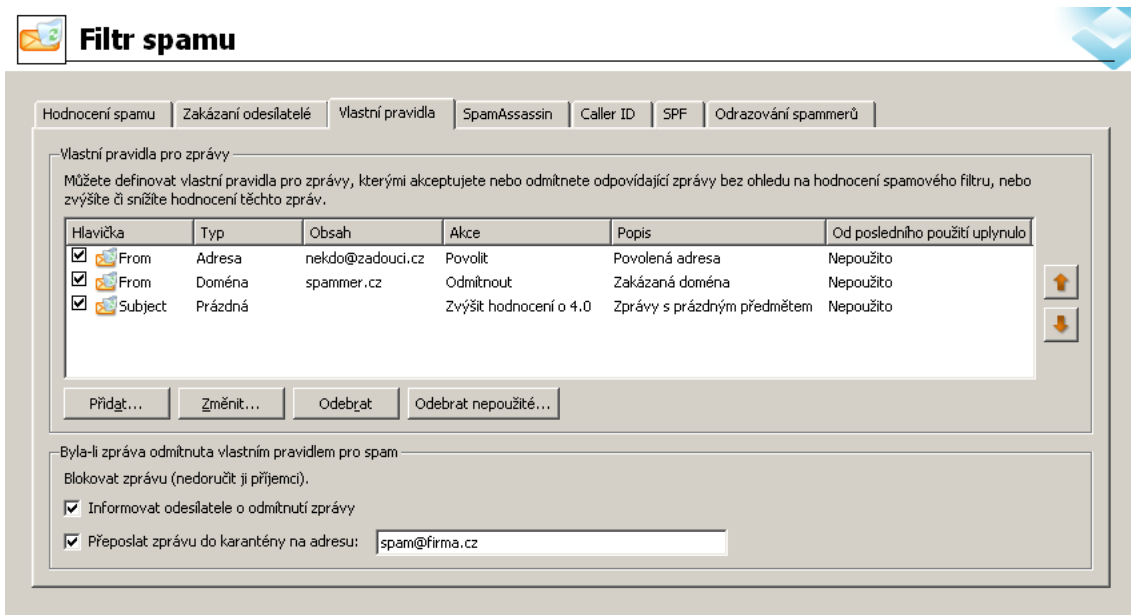 Filtr spamu
Hodnocení spamu Zakázaní odesílatelé Vlastní pravidla SpamAssassin Caller ID SPF Odrazování spammerů
Vlastní pravidla pro zprávy
Můžete definovat vlastní pravidla pro zprávy, kterými akceptujete nebo odmítnete odpovídající zprávy bez ohledu na hodnocení spamového filtru, nebo
zvýšíte či snížíte hodnocení těchto zpráv.
Hlavička Typ Obsah Akce Popis Od posledního použití uplynulo
From Adresa nekdo@zadouci.cz Povolit Povolená adresa Nepoužito
From Doména spammer.cz Odmítnout Zakázaná doména Nepoužito
Subject Prázdná Zvýšit hodnocení o 4.0 Zprávy s prázdným předmětem Nepoužito
Přidat... Změnit... Odebrat Odebrat nepoužité...
Byla-li zpráva odmítnuta vlastním pravidlem pro spam
Blokovat zprávu (nedoručit ji příjemci).
Informovat odesílatele o odmítnutí zprávy
Přeposlat zprávu do karantény na adresu: spam@firma.cz